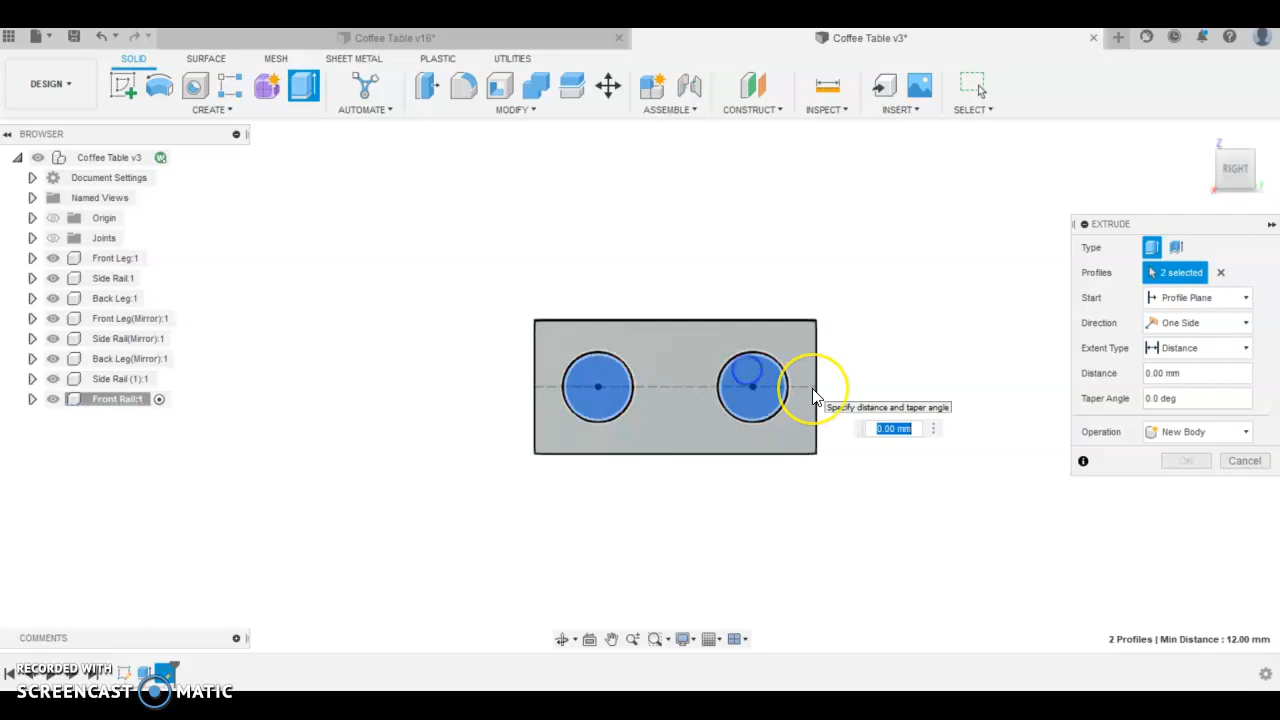 Coffee Table v16*
Coffee Table v3*
DESIGN
SOLID
SURFACE
MESH
SHEET METAL
PLASTIC
UTILITIES
CREATE
AUTOMATE
MODIFY
ASSEMBLE
CONSTRUCT
INSPECT
INSERT
SELECT
BROWSER
Coffee Table v3
Document Settings
Named Views
Origin
Joints
Front Leg:1
Side Rail:1
Back Leg:1
Front Leg(Mirror):1
Side Rail(Mirror):1
Back Leg(Mirror):1
Side Rail (1):1
Front Rail:1
Z
RIGHT
EXTRUDE
Type
Profiles 2 selected
Start Profile Plane
Direction One Side
Extent Type Distance
Distance 0.00 mm
Taper Angle 0.0 deg
Operation New Body
OK Cancel
Specify distance and taper angle
0.00 mm
COMMENTS
2 Profiles | Min Distance : 12.00 mm
RECORDED WITH
SCREENCAST MATIC